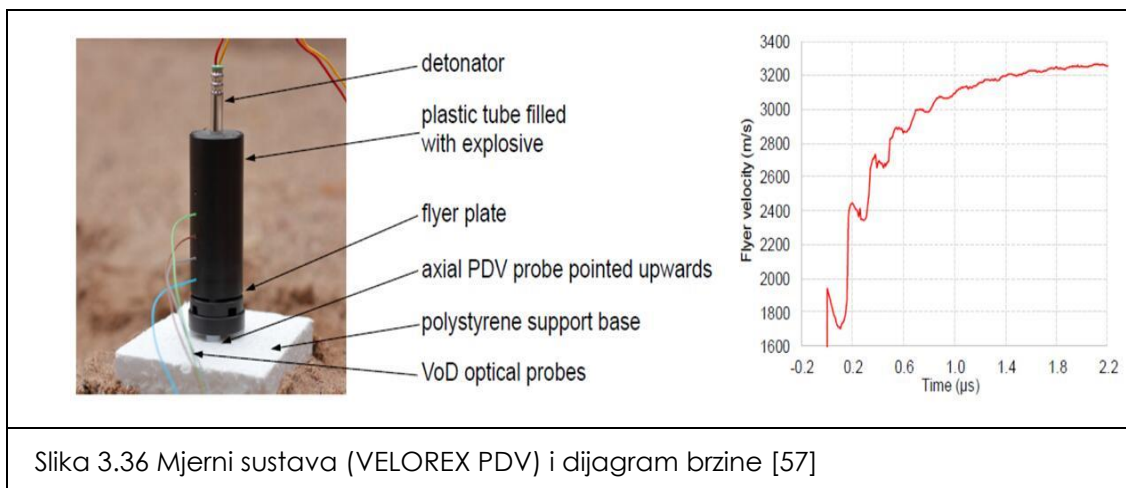 detonator
plastic tube filled
with explosive
flyer plate
axial PDV probe pointed upwards
polystyrene support base
VoD optical probes
Flyer velocity (m/s)
3400
3200
3000
2800
2600
2400
2200
2000
1800
1600
-0.2
0.2
0.6
1.0
1.4
1.8
2.2
Time (µs)
Slika 3.36 Mjerni sustava (VELOREX PDV) i dijagram brzine [57]